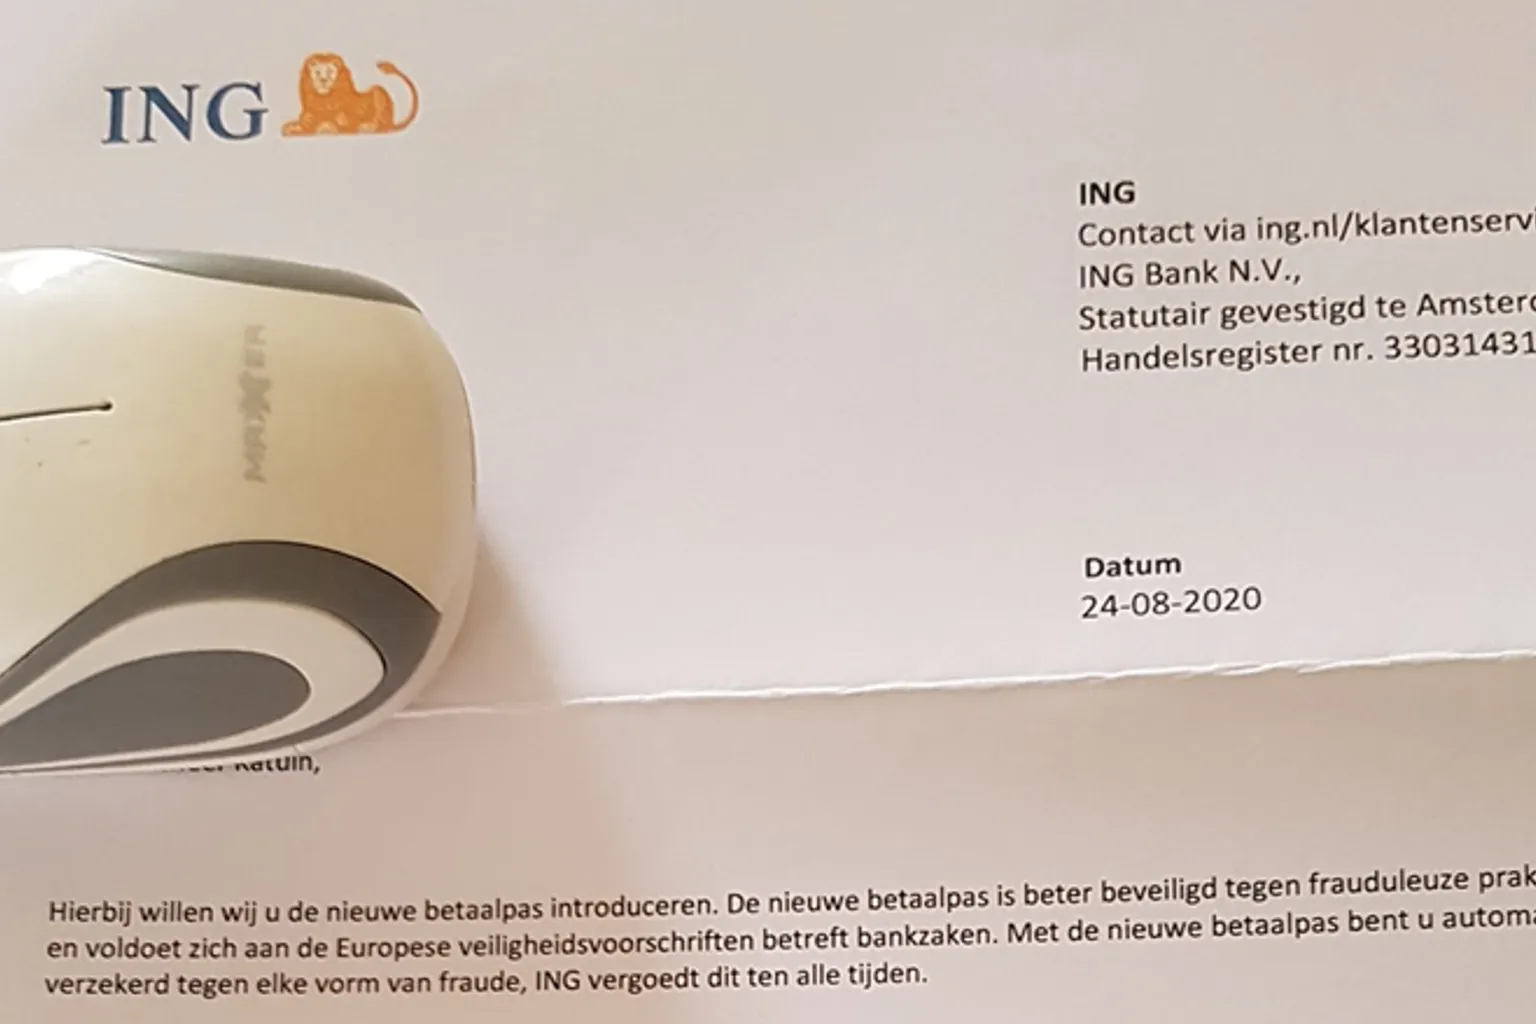 ING
ING
Contact via ing.nl/klantenservi
ING Bank N.V.,
Statutair gevestigd te Amsterd
Handelsregister nr. 33031431
Datum
24-08-2020
Katuin,
Hierbij willen wij u de nieuwe betaalpas introduceren. De nieuwe betaalpas is beter beveiligd tegen frauduleuze prak
en voldoet zich aan de Europese veiligheidsvoorschriften betreft bankzaken. Met de nieuwe betaalpas bent u automa
verzekerd tegen elke vorm van fraude, ING vergoedt dit ten alle tijden.